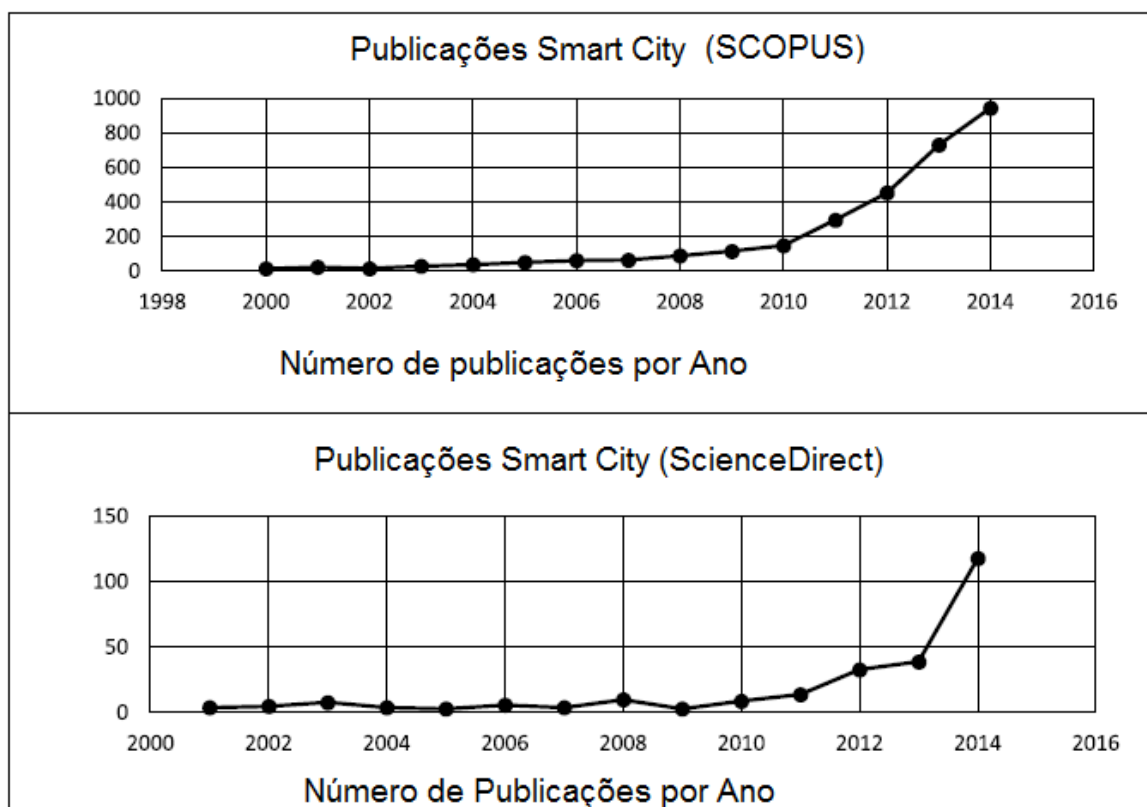 Publicações Smart City (SCOPUS)
1000
800
600
400
200
0
1998 2000 2002 2004 2006 2008 2010 2012 2014 2016
Número de publicações por Ano
Publicações Smart City (ScienceDirect)
150
100
50
0
2000 2002 2004 2006 2008 2010 2012 2014 2016
Número de Publicações por Ano